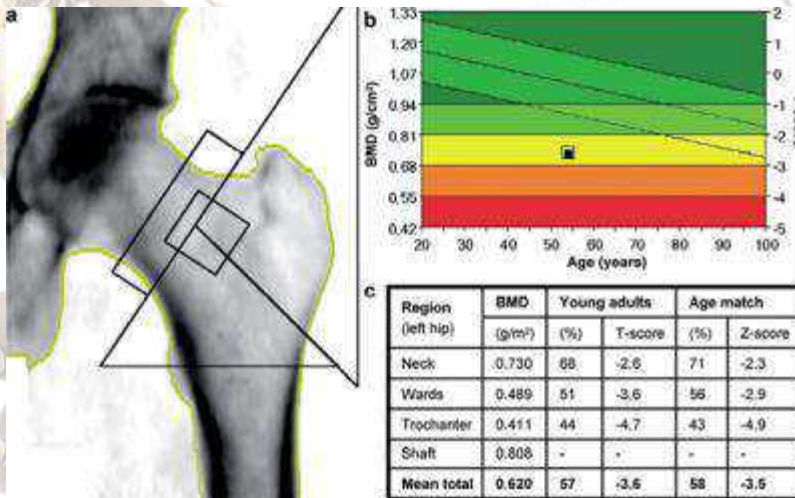 a
b
1.33
1.20
1.07
0.94
0.81
0.68
0.55
0.42
BMD (g/cm²)
2
1
0
-1
-2
-3
-4
-5
20 30 40 50 60 70 80 90 100
Age (years)
c
Region (left hip) BMD Young adults Age match
(g/m²) (%) T-score (%) Z-score
Neck 0.730 68 -2.6 71 -2.3
Wards 0.489 51 -3.6 56 -2.9
Trochanter 0.411 44 -4.7 43 -4.9
Shaft 0.808 - - - -
Mean total 0.620 57 -3.6 58 -3.5